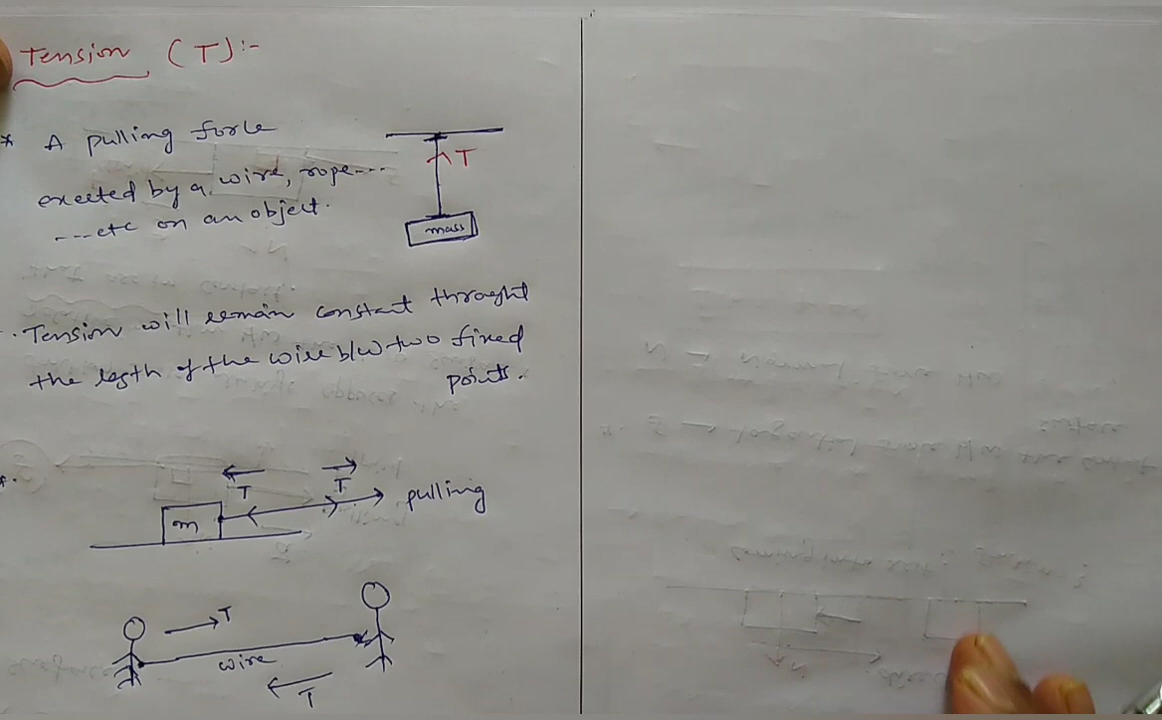 Tension (T):-
* A pulling force
exerted by a wire, rope---
---etc on an object.
T
mass
. Tension will remain constant throught
the legth of the wire b/w two fixed
points.
*.
T
T
m
pulling
T
wire
T